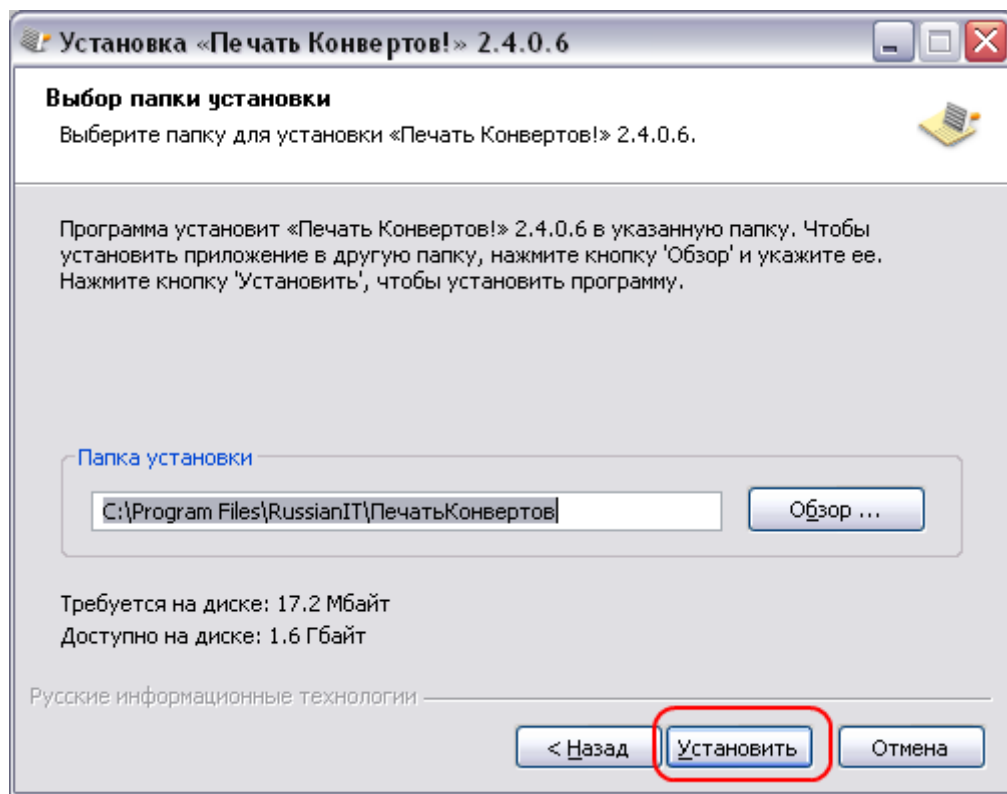 Установка «Печать Конвертов!» 2.4.0.6
Выбор папки установки
Выберите папку для установки «Печать Конвертов!» 2.4.0.6.
Программа установит «Печать Конвертов!» 2.4.0.6 в указанную папку. Чтобы
установить приложение в другую папку, нажмите кнопку 'Обзор' и укажите ее.
Нажмите кнопку 'Установить', чтобы установить программу.
Папка установки
C:\Program Files\RussianIT\ПечатьКонвертов
Обзор ...
Требуется на диске: 17.2 Мбайт
Доступно на диске: 1.6 Гбайт
Русские информационные технологии
< Назад
Установить
Отмена